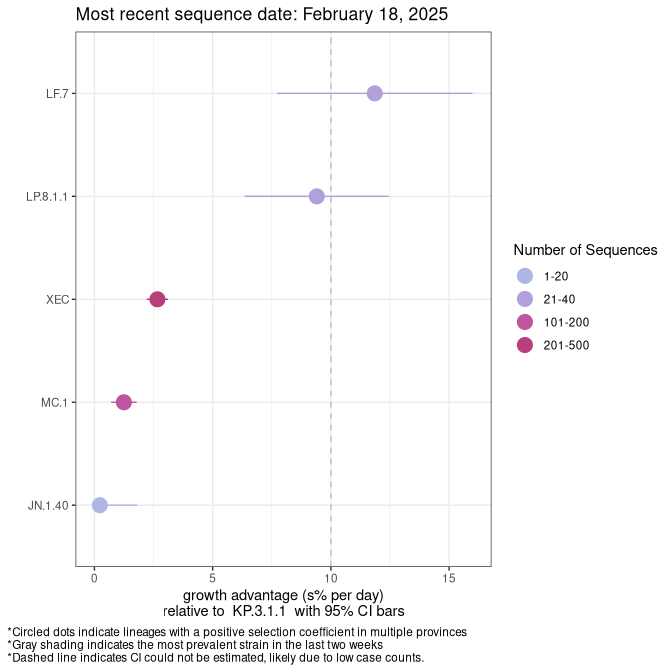 Most recent sequence date: February 18, 2025
LF.7
LP.8.1.1
XEC
MC.1
JN.1.40
0 5 10 15
growth advantage (s% per day)
relative to KP.3.1.1 with 95% CI bars
Number of Sequences
1-20
21-40
101-200
201-500
*Circled dots indicate lineages with a positive selection coefficient in multiple provinces
*Gray shading indicates the most prevalent strain in the last two weeks
*Dashed line indicates CI could not be estimated, likely due to low case counts.